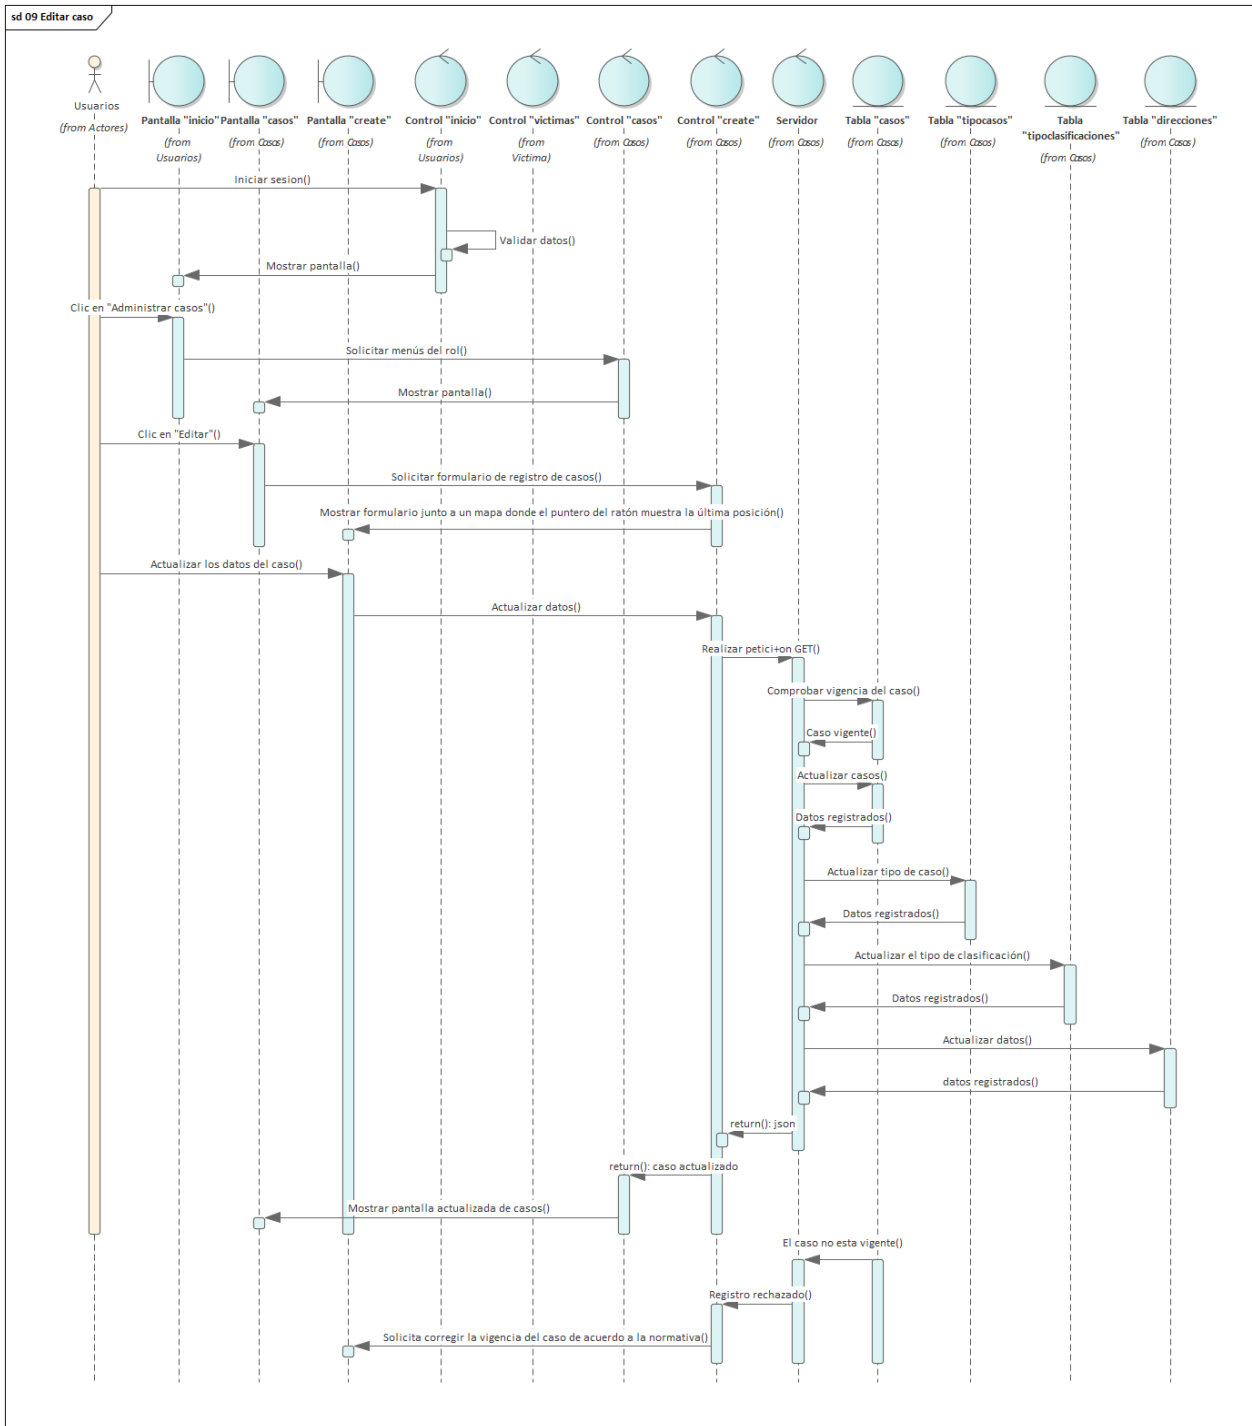 sd 09 Editar caso
Usuarios
(from Actores)
Pantalla "inicio"
(from
Usuarios)
Pantalla "casos"
(from Casos)
Pantalla "create"
(from Casos)
Control "inicio"
(from
Usuarios)
Control "victimas"
(from
Victima)
Control "casos"
(from Casos)
Control "create"
(from Casos)
Servidor
(from Casos)
Tabla "casos"
(from Casos)
Tabla "tipocasos"
(from Casos)
Tabla
"tipoclasificaciones"
(from Casos)
Tabla "direcciones"
(from Casos)
Iniciar sesion()
Validar datos()
Mostrar pantalla()
Clic en "Administrar casos"()
Solicitar menús del rol()
Mostrar pantalla()
Clic en "Editar"()
Solicitar formulario de registro de casos()
Mostrar formulario junto a un mapa donde el puntero del ratón muestra la última posición()
Actualizar los datos del caso()
Actualizar datos()
Realizar petici+on GET()
Comprobar vigencia del caso()
Caso vigente()
Actualizar casos()
Datos registrados()
Actualizar tipo de caso()
Datos registrados()
Actualizar el tipo de clasificación()
Datos registrados()
Actualizar datos()
datos registrados()
return(): json
return(): caso actualizado
Mostrar pantalla actualizada de casos()
El caso no esta vigente()
Registro rechazado()
Solicita corregir la vigencia del caso de acuerdo a la normativa()